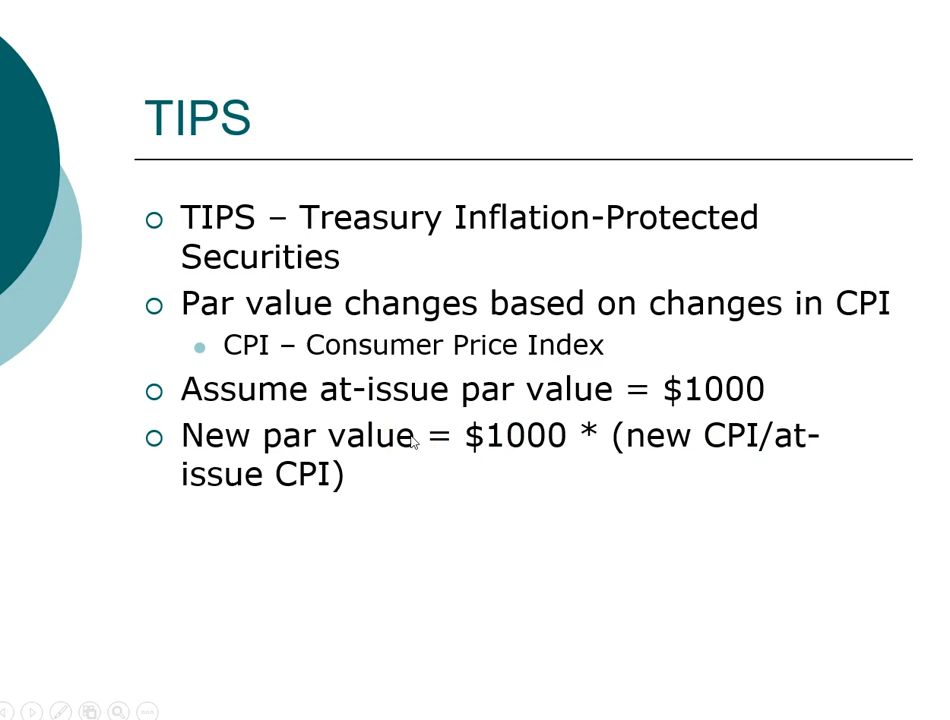 TIPS
TIPS – Treasury Inflation-Protected
Securities
Par value changes based on changes in CPI
CPI – Consumer Price Index
Assume at-issue par value = $1000
New par value = $1000 * (new CPI/at-
issue CPI)